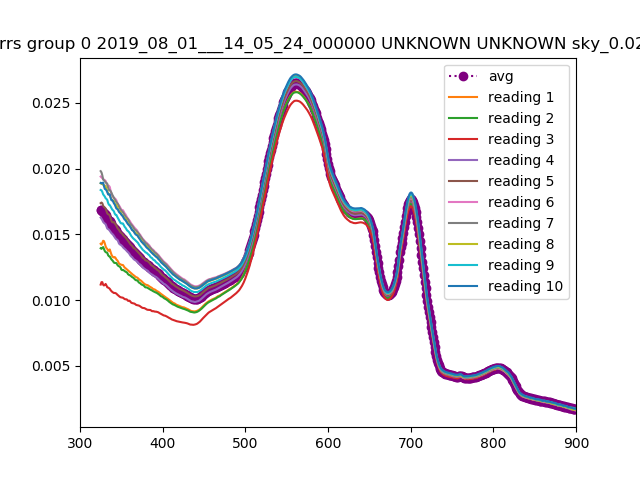 rrs group 0 2019_08_01___14_05_24_000000 UNKNOWN UNKNOWN sky_0.02
avg
reading 1
reading 2
reading 3
reading 4
reading 5
reading 6
reading 7
reading 8
reading 9
reading 10
0.025
0.020
0.015
0.010
0.005
300 400 500 600 700 800 900